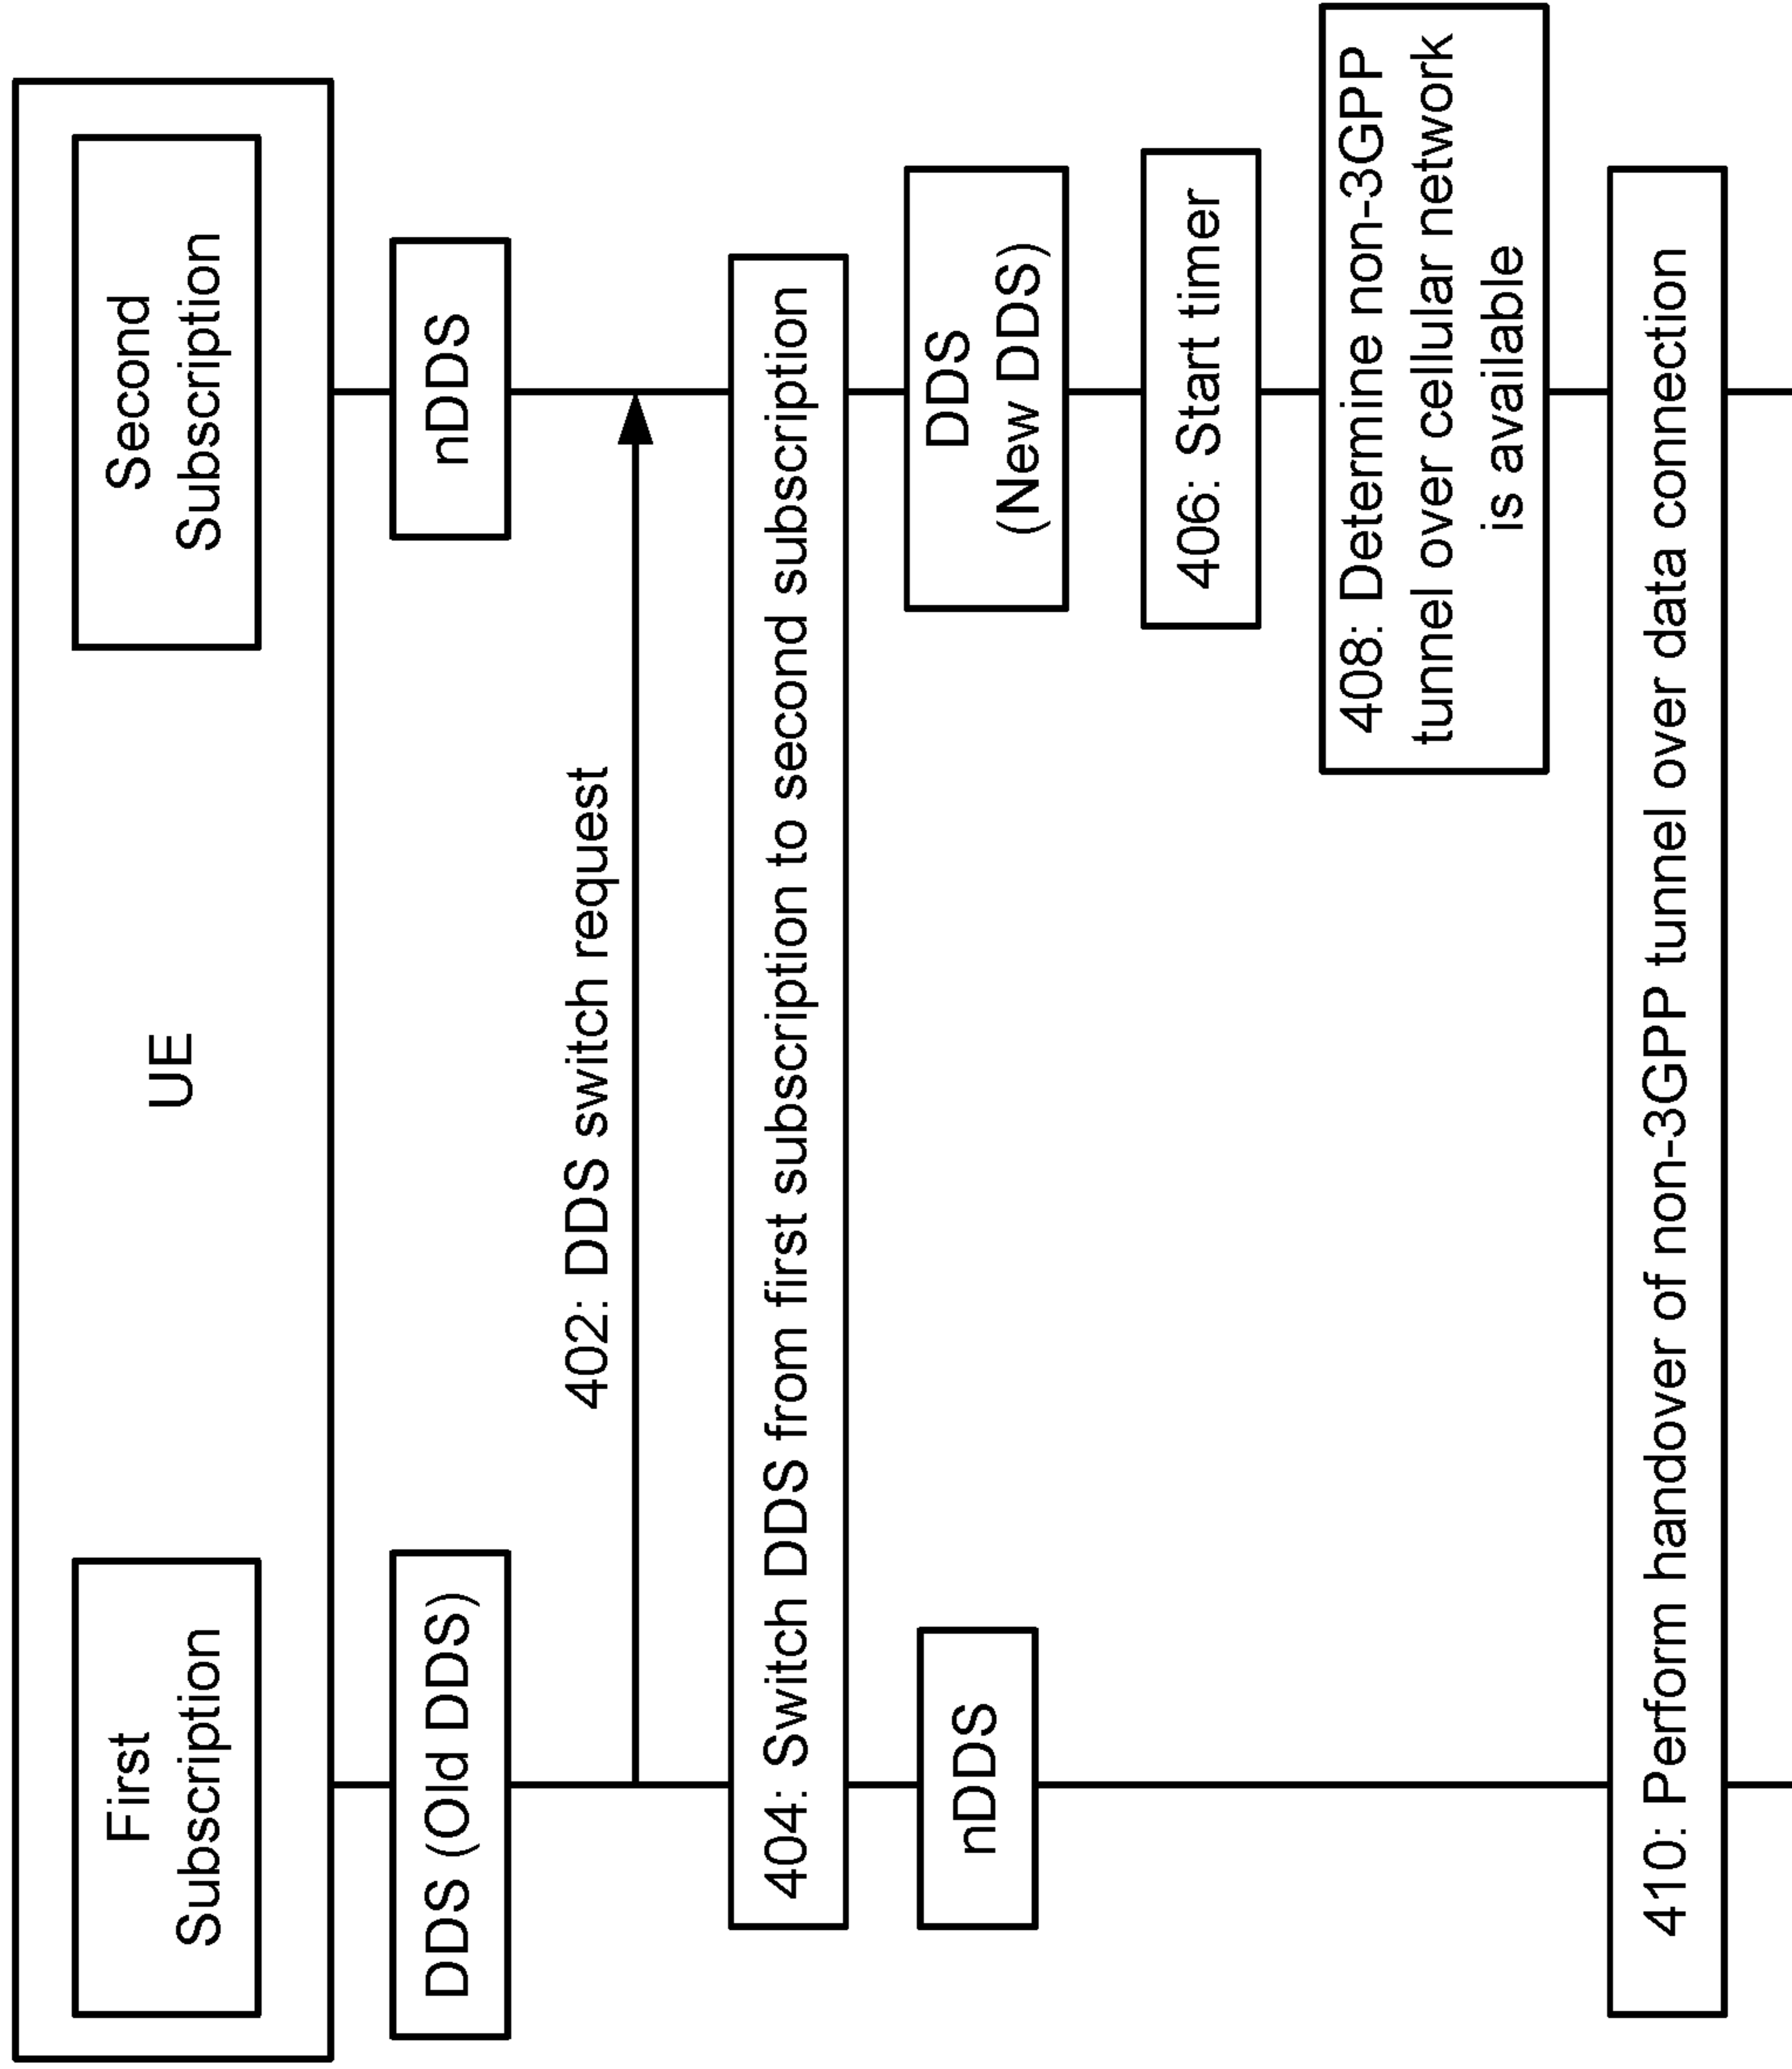 UE
First
Subscription
Second
Subscription
DDS (Old DDS)
nDDS
402: DDS switch request
404: Switch DDS from first subscription to second subscription
nDDS
DDS
(New DDS)
406: Start timer
408: Determine non-3GPP
tunnel over cellular network
is available
410: Perform handover of non-3GPP tunnel over data connection